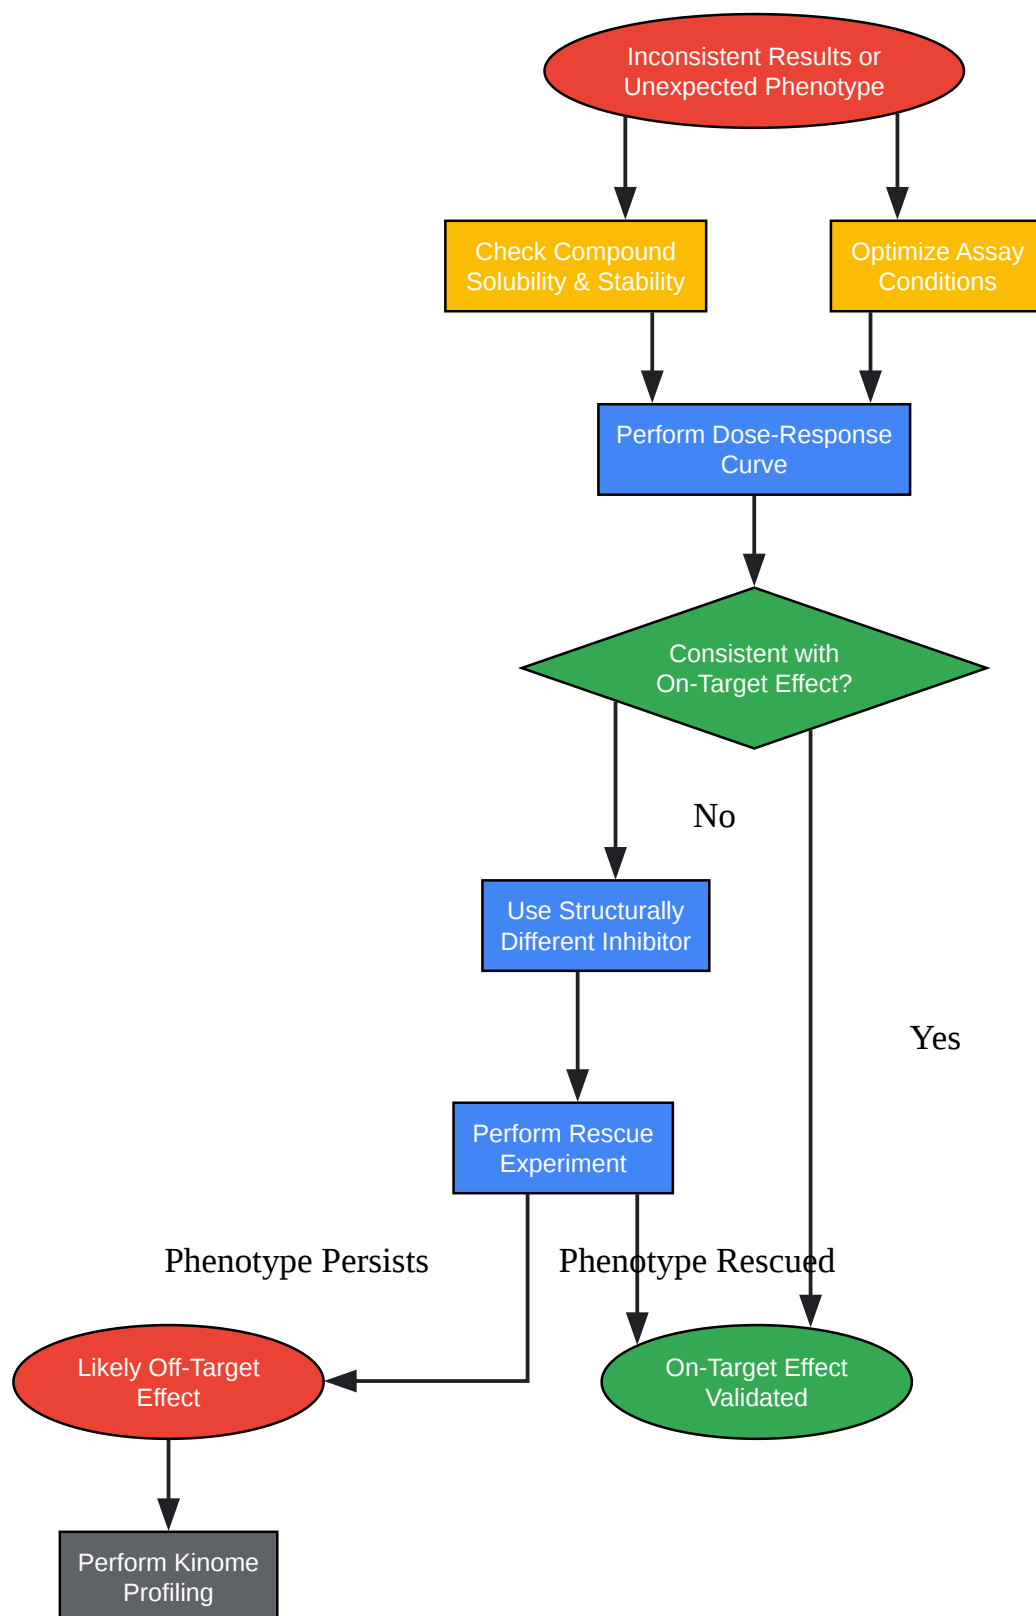 Inconsistent Results or
Unexpected Phenotype
Check Compound
Solubility & Stability
Optimize Assay
Conditions
Perform Dose-Response
Curve
Consistent with
On-Target Effect?
No
Use Structurally
Different Inhibitor
Yes
Perform Rescue
Experiment
Phenotype Persists
Phenotype Rescued
Likely Off-Target
Effect
On-Target Effect
Validated
Perform Kinome
Profiling